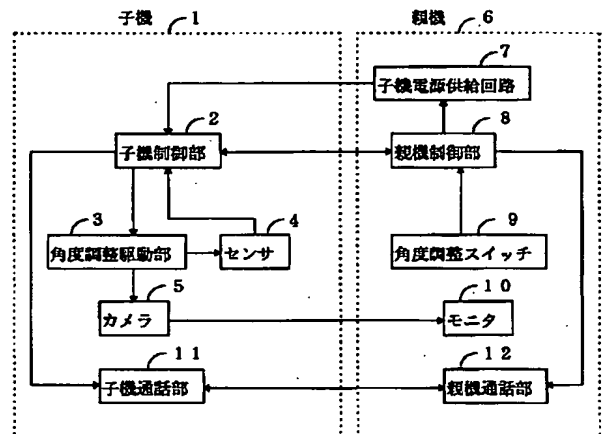 子機 1
親機 6
7
子機電源供給回路
2
子機制御部
8
親機制御部
3
角度調整駆動部
4
センサ
9
角度調整スイッチ
5
カメラ
10
モニタ
11
子機通話部
12
親機通話部